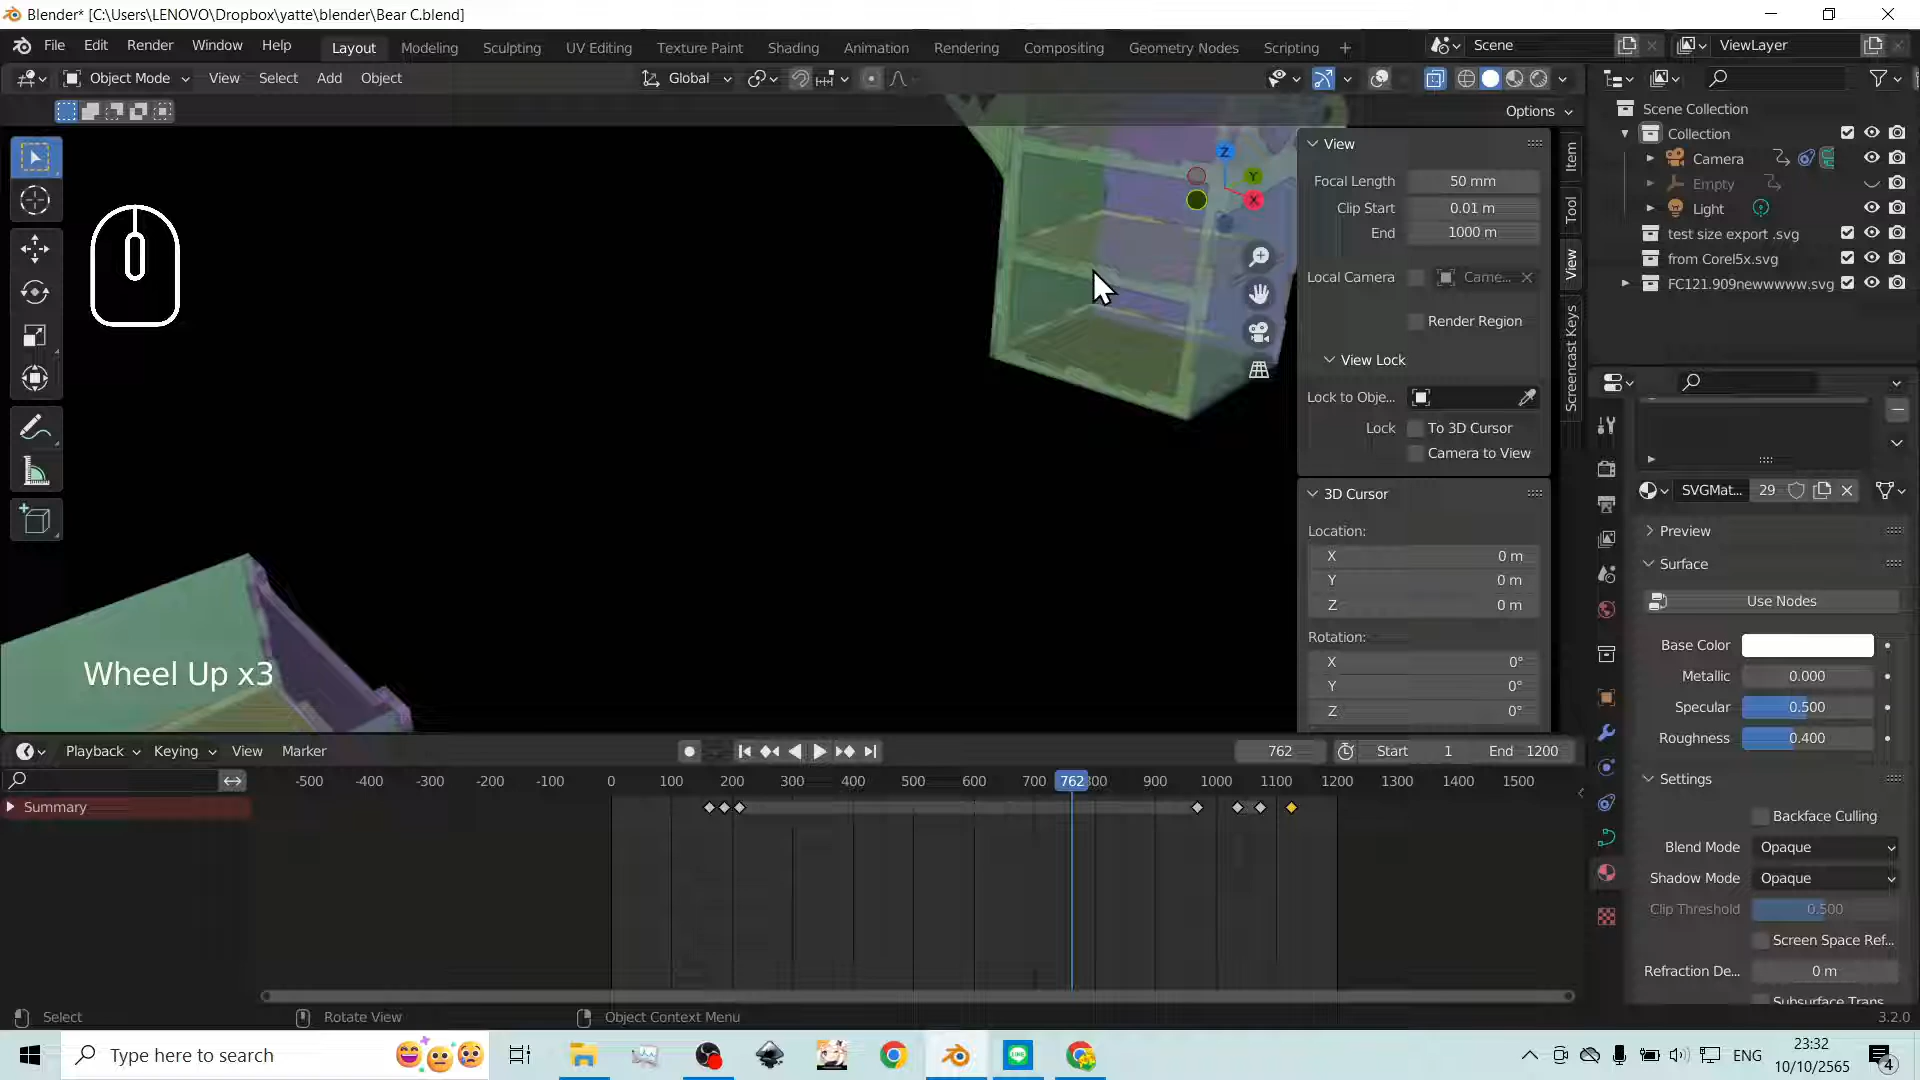 Blender* [C:\Users\LENOVO\Dropbox\yatte\blender\Bear C.blend]
File Edit Render Window Help Layout Modeling Sculpting UV Editing Texture Paint Shading Animation Rendering Compositing Geometry Nodes Scripting Scene ViewLayer
Object Mode View Select Add Object Global
Options
Scene Collection
Collection
Camera
Empty
Light
test size export .svg
from Corel5x.svg
FC121.909newwwww.svg
Z
Y
X
Item
Tool
View
Screencast Keys
View
Focal Length 50 mm
Clip Start 0.01 m
End 1000 m
Local Camera Came...
Render Region
View Lock
Lock to Obje...
Lock To 3D Cursor
Camera to View
3D Cursor
Location:
X 0 m
Y 0 m
Z 0 m
Rotation:
X 0°
Y 0°
Z 0°
SVGMat... 29
Preview
Surface
Use Nodes
Base Color
Metallic 0.000
Specular 0.500
Roughness 0.400
Settings
Backface Culling
Blend Mode Opaque
Shadow Mode Opaque
Clip Threshold 0.500
Screen Space Ref...
Refraction De... 0 m
Subsurface Trans
Wheel Up x3
Playback Keying View Marker 762 Start 1 End 1200
-500 -400 -300 -200 -100 0 100 200 300 400 500 600 700 762 800 900 1000 1100 1200 1300 1400 1500
Summary
Select Rotate View Object Context Menu 3.2.0
Type here to search
ENG
23:32
10/10/2565
4